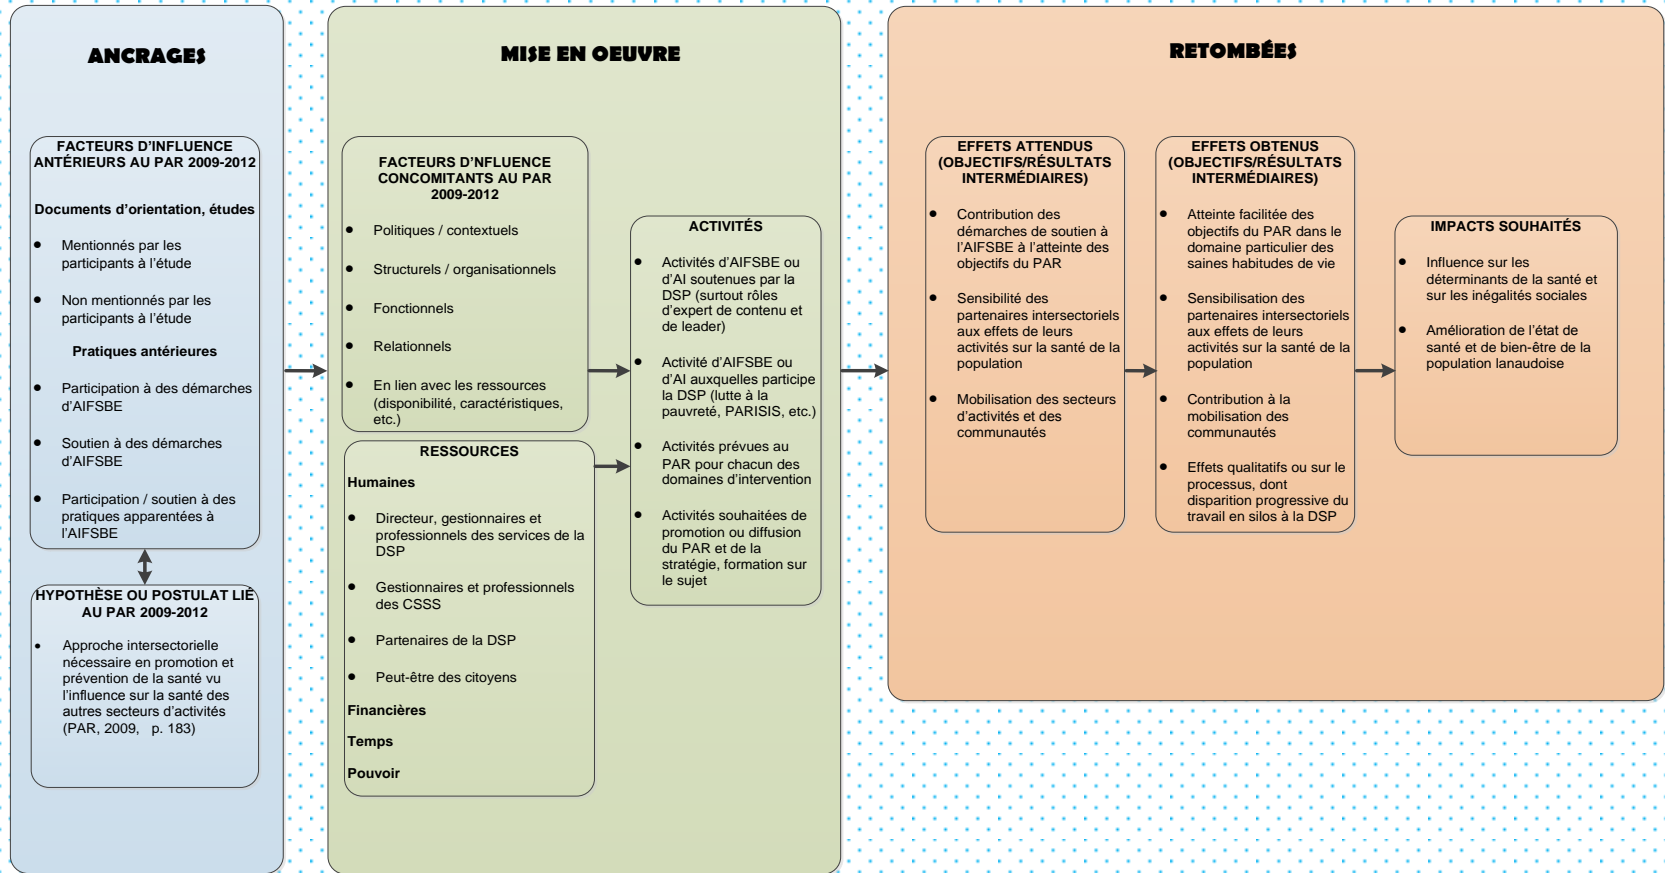 ANCRAGES
FACTEURS D'INFLUENCE
ANTÉRIEURS AU PAR 2009-2012
Documents d'orientation, études
● Mentionnés par les
participants à l'étude
● Non mentionnés par les
participants à l'étude
Pratiques antérieures
● Participation à des démarches
d'AIFSBE
● Soutien à des démarches
d'AIFSBE
● Participation / soutien à des
pratiques apparentées à
l'AIFSBE
HYPOTHÈSE OU POSTULAT LIÉ
AU PAR 2009-2012
• Approche intersectorielle
nécessaire en promotion et
prévention de la santé vu
l'influence sur la santé des
autres secteurs d'activités
(PAR, 2009, p. 183)
MISE EN OEUVRE
FACTEURS D'NFLUENCE
CONCOMITANTS AU PAR
2009-2012
● Politiques / contextuels
● Structurels / organisationnels
● Fonctionnels
● Relationnels
● En lien avec les ressources
(disponibilité, caractéristiques,
etc.)
RESSOURCES
Humaines
● Directeur, gestionnaires et
professionnels des services de la
DSP
● Gestionnaires et professionnels
des CSSS
● Partenaires de la DSP
● Peut-être des citoyens
Financières
Temps
Pouvoir
ACTIVITÉS
● Activités d'AIFSBE ou
d'AI soutenues par la
DSP (surtout rôles
d'expert de contenu et
de leader)
● Activité d'AIFSBE ou
d'AI auxquelles participe
la DSP (lutte à la
pauvreté, PARISIS, etc.)
● Activités prévues au
PAR pour chacun des
domaines d'intervention
● Activités souhaitées de
promotion ou diffusion
du PAR et de la
stratégie, formation sur
le sujet
RETOMBÉES
EFFETS ATTENDUS
(OBJECTIFS/RÉSULTATS
INTERMÉDIAIRES)
● Contribution des
démarches de soutien à
l'AIFSBE à l'atteinte des
objectifs du PAR
● Sensibilité des
partenaires intersectoriels
aux effets de leurs
activités sur la santé de la
population
● Mobilisation des secteurs
d'activités et des
communautés
EFFETS OBTENUS
(OBJECTIFS/RÉSULTATS
INTERMÉDIAIRES)
● Atteinte facilitée des
objectifs du PAR dans le
domaine particulier des
saines habitudes de vie
● Sensibilisation des
partenaires intersectoriels
aux effets de leurs
activités sur la santé de la
population
● Contribution à la
mobilisation des
communautés
● Effets qualitatifs ou sur le
processus, dont
disparition progressive du
travail en silos à la DSP
IMPACTS SOUHAITÉS
● Influence sur les
déterminants de la santé et
sur les inégalités sociales
● Amélioration de l'état de
santé et de bien-être de la
population lanaudoise